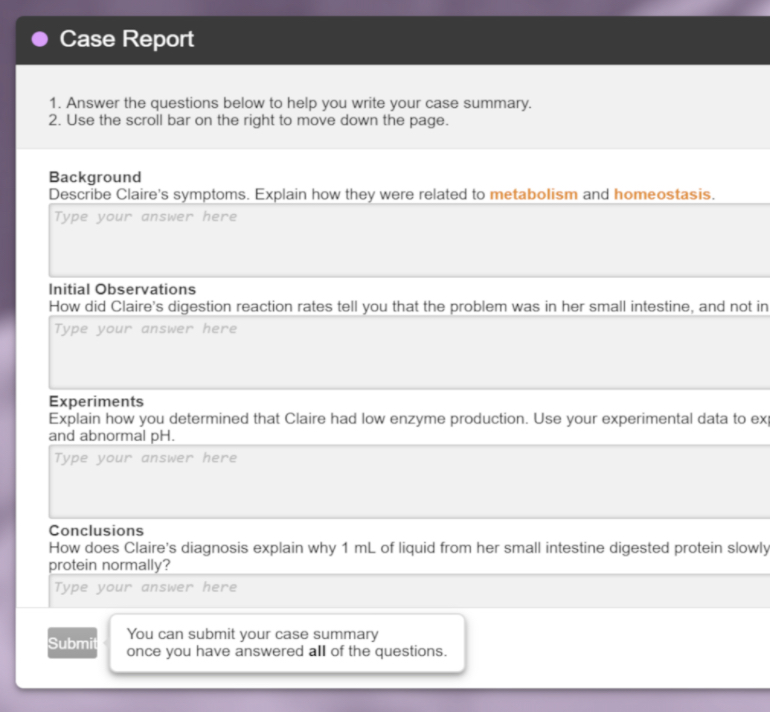 Case Report
1. Answer the questions below to help you write your case summary.
2. Use the scroll bar on the right to move down the page.
Background
Describe Claire's symptoms. Explain how they were related to metabolism and homeostasis.
Type your answer here
Initial Observations
How did Claire's digestion reaction rates tell you that the problem was in her small intestine, and not in
Type your answer here
Experiments
Explain how you determined that Claire had low enzyme production. Use your experimental data to
and abnormal pH.
Type your answer here
Conclusions
How does Claire's diagnosis explain why 1 mL of liquid from her small intestine digested protein slowly
protein normally?
Type your answer here
Submit
You can submit your case summary
once you have answered all of the questions.